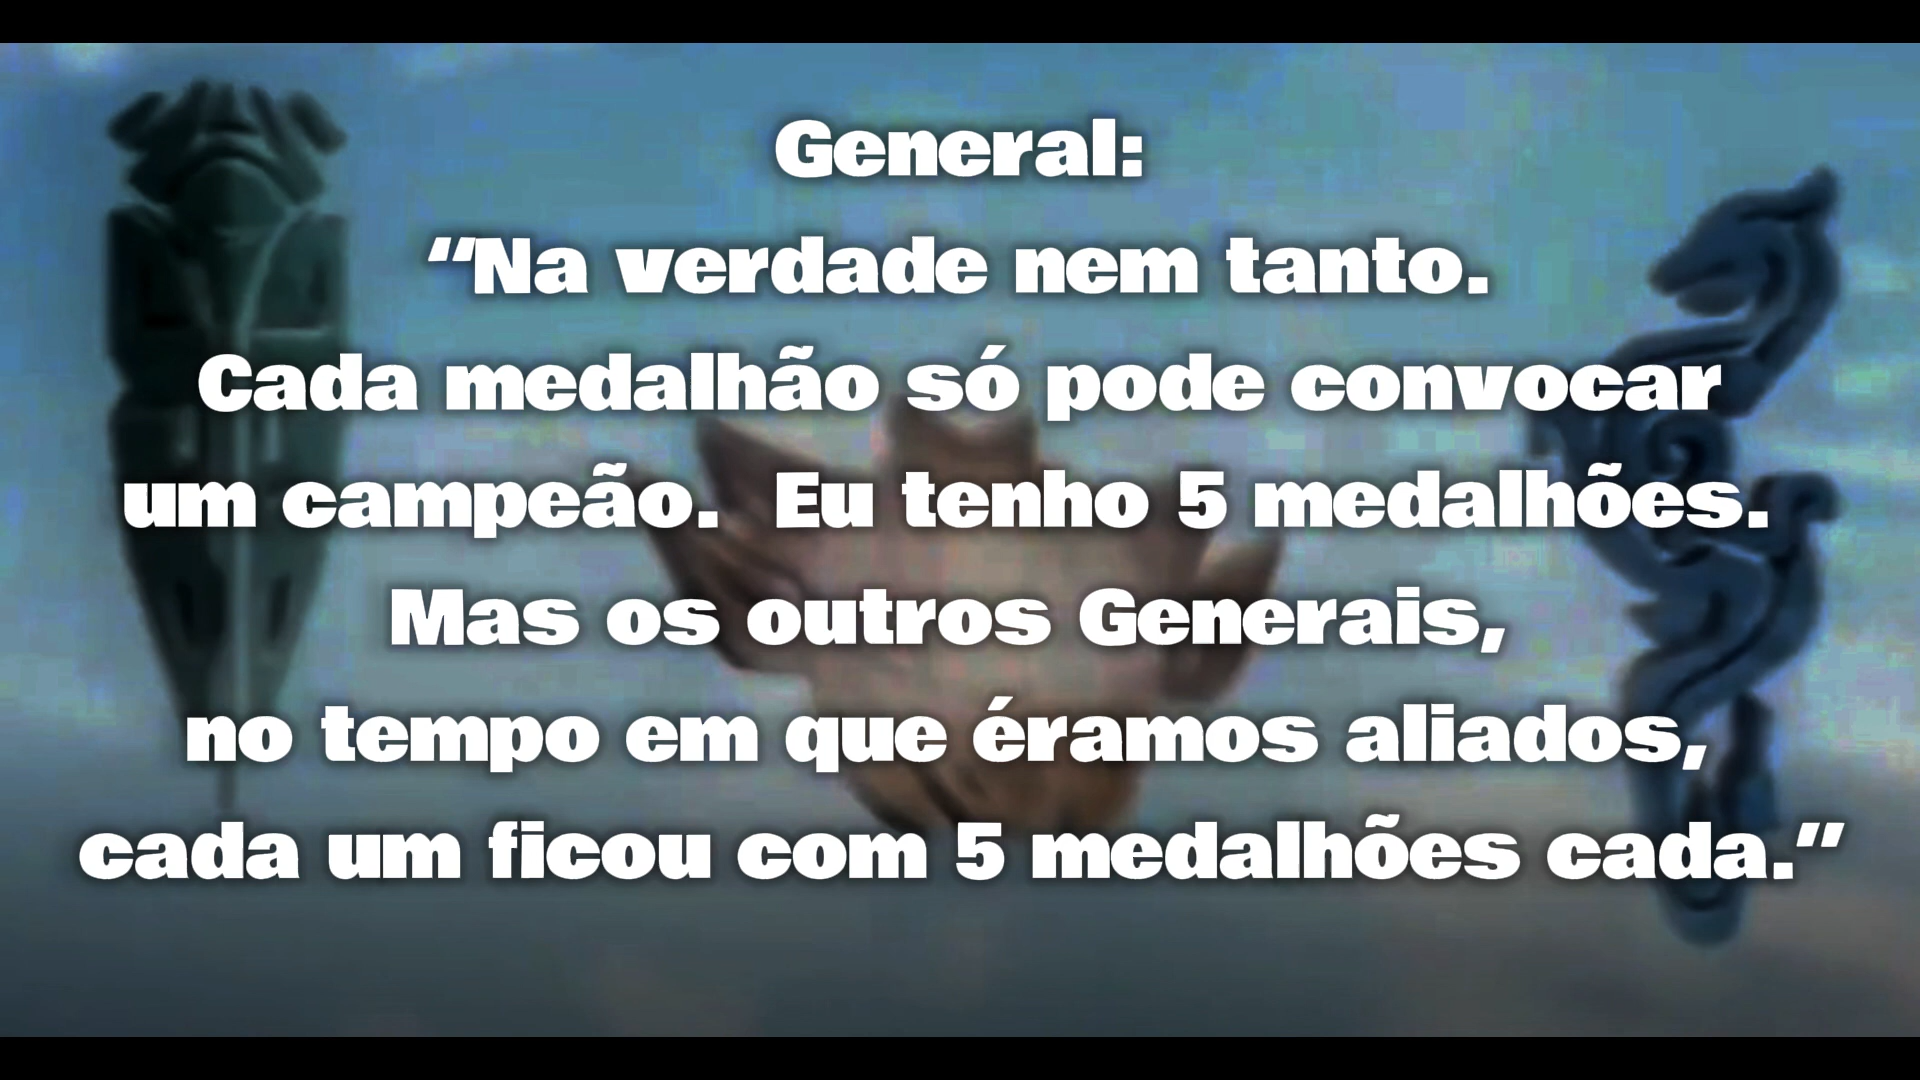 General:
“Na verdade nem tanto.
Cada medalhão só pode convocar
um campeão.  Eu tenho 5 medalhões.
Mas os outros Generais,
no tempo em que éramos aliados,
cada um ficou com 5 medalhões cada.”